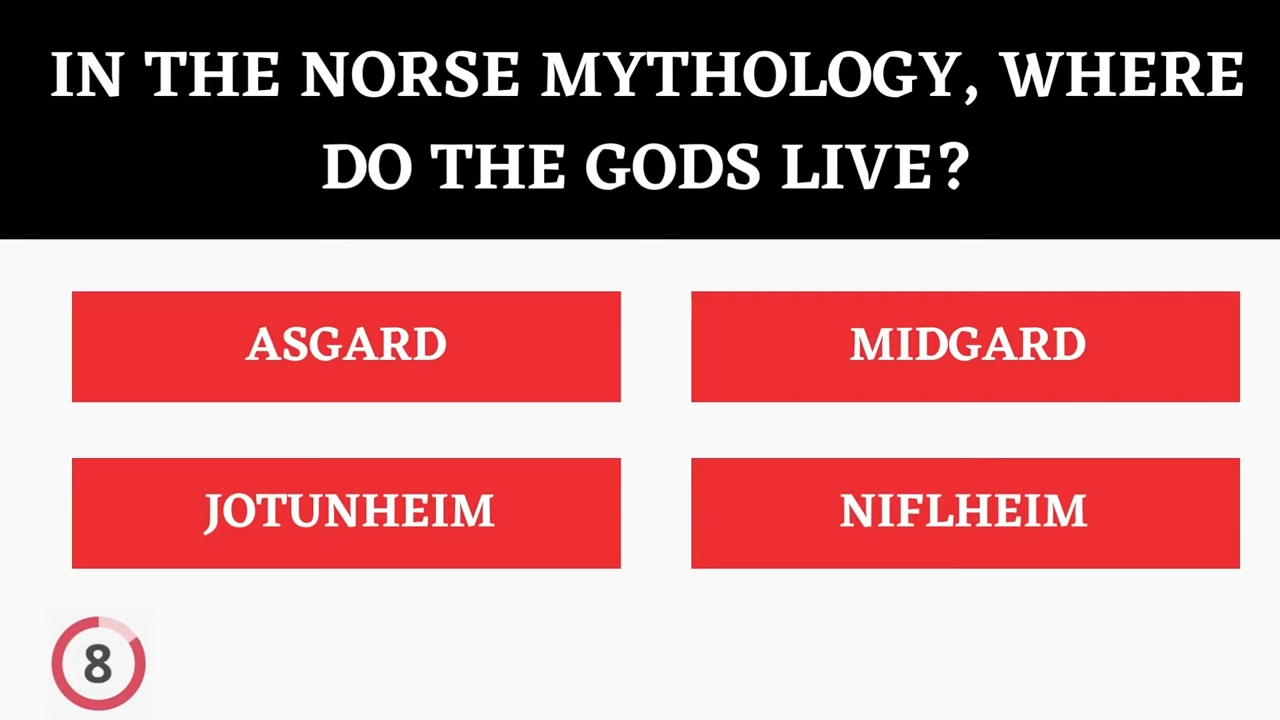 IN THE NORSE MYTHOLOGY, WHERE
DO THE GODS LIVE?
ASGARD
MIDGARD
JOTUNHEIM
NIFLHEIM
8